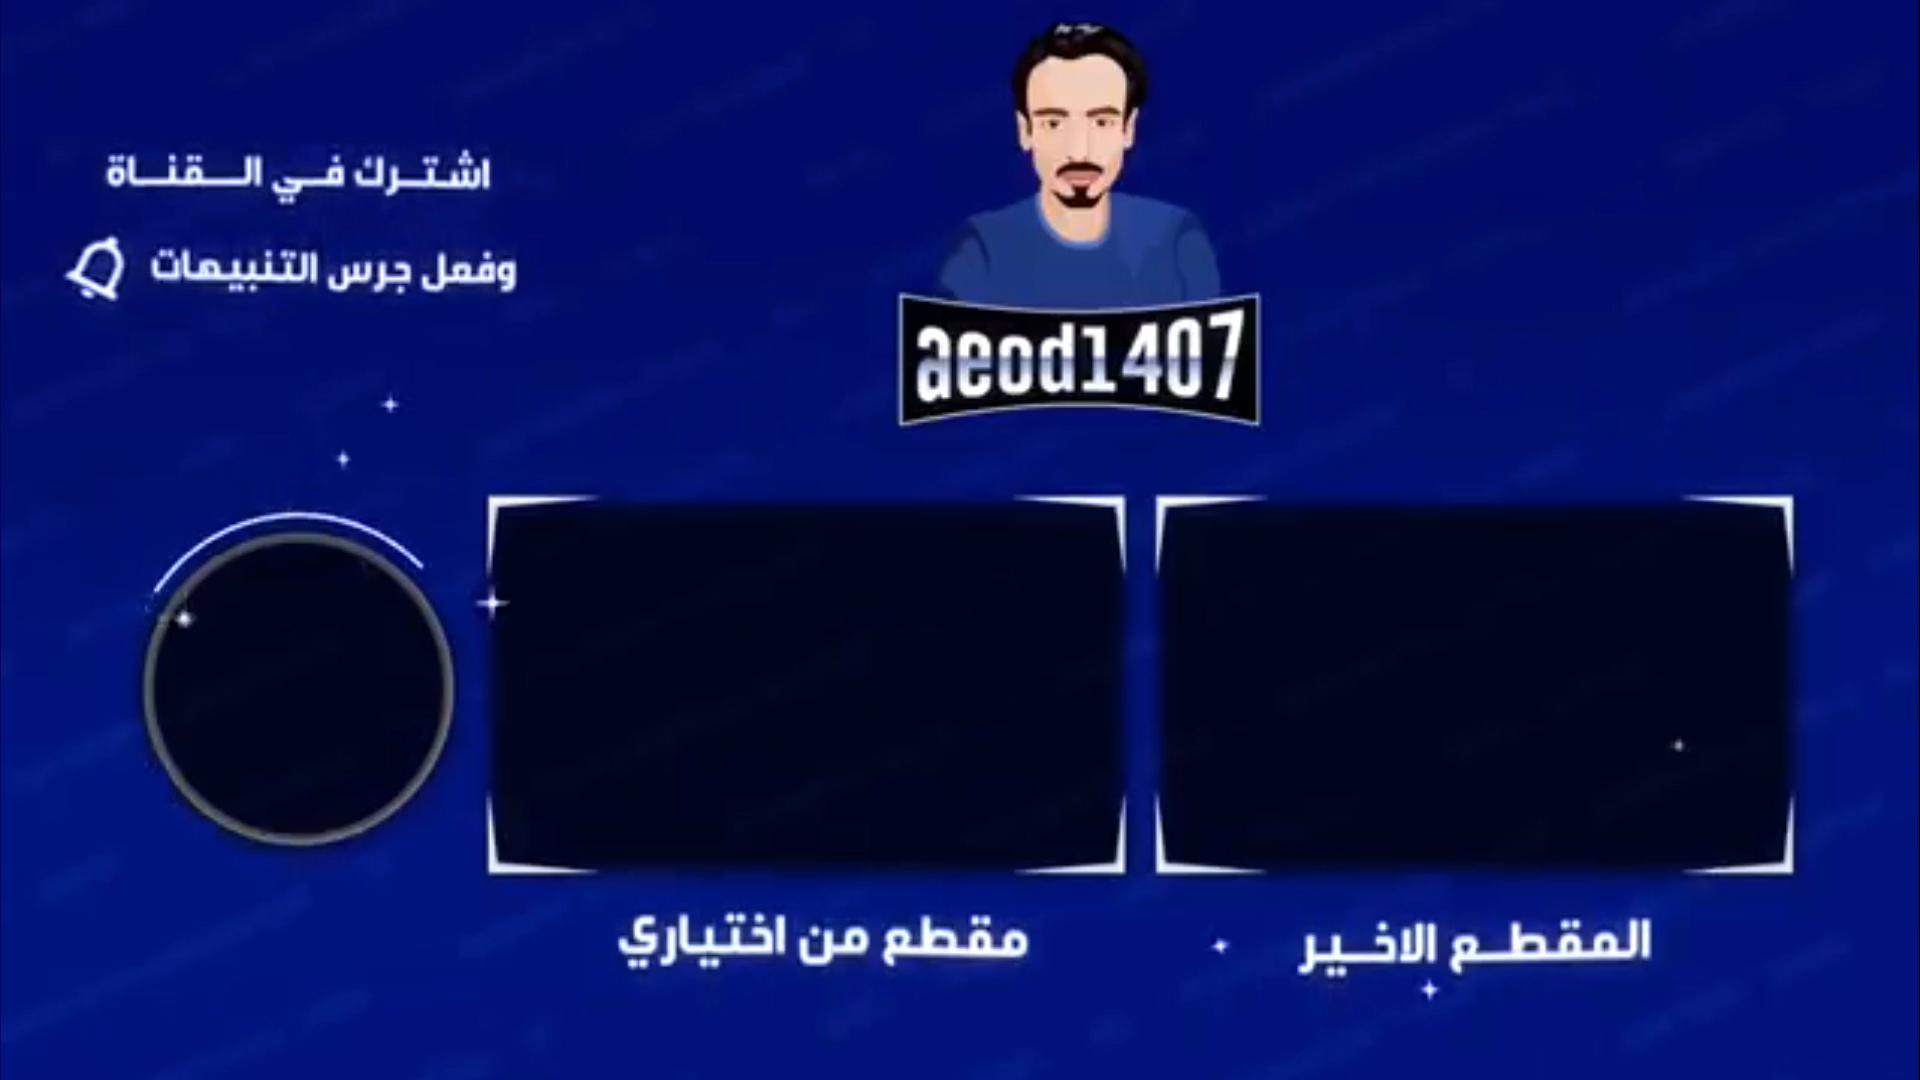 اشترك في القناة
وفعل جرس التنبيهات
aeod1407
المقطع الاخير
مقطع من اختياري